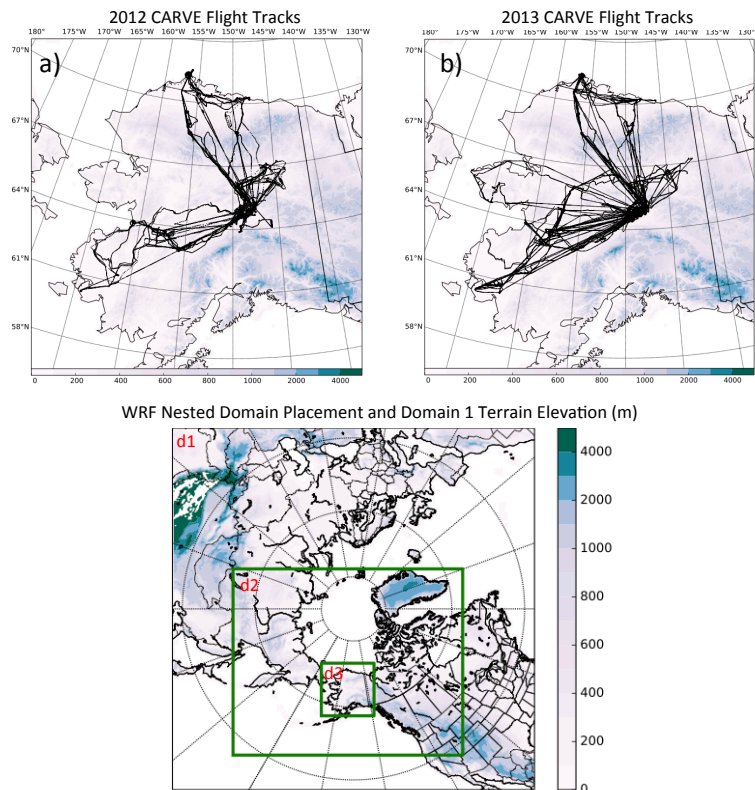 2012 CARVE Flight Tracks
180° 170°W 165°W 160°W 155°W 150°W 145°W 140°W 135°W 130°W
a)
70°N
67°N
64°N
61°N
58°N
0 200 400 600 800 1000 2000 4000
2013 CARVE Flight Tracks
180° 170°W 165°W 160°W 155°W 150°W 145°W 140°W 135°W 130°W
b)
70°N
67°N
64°N
61°N
58°N
0 200 400 600 800 1000 2000 4000
WRF Nested Domain Placement and Domain 1 Terrain Elevation (m)
d1
d2
d3
4000
2000
1000
800
600
400
200
0